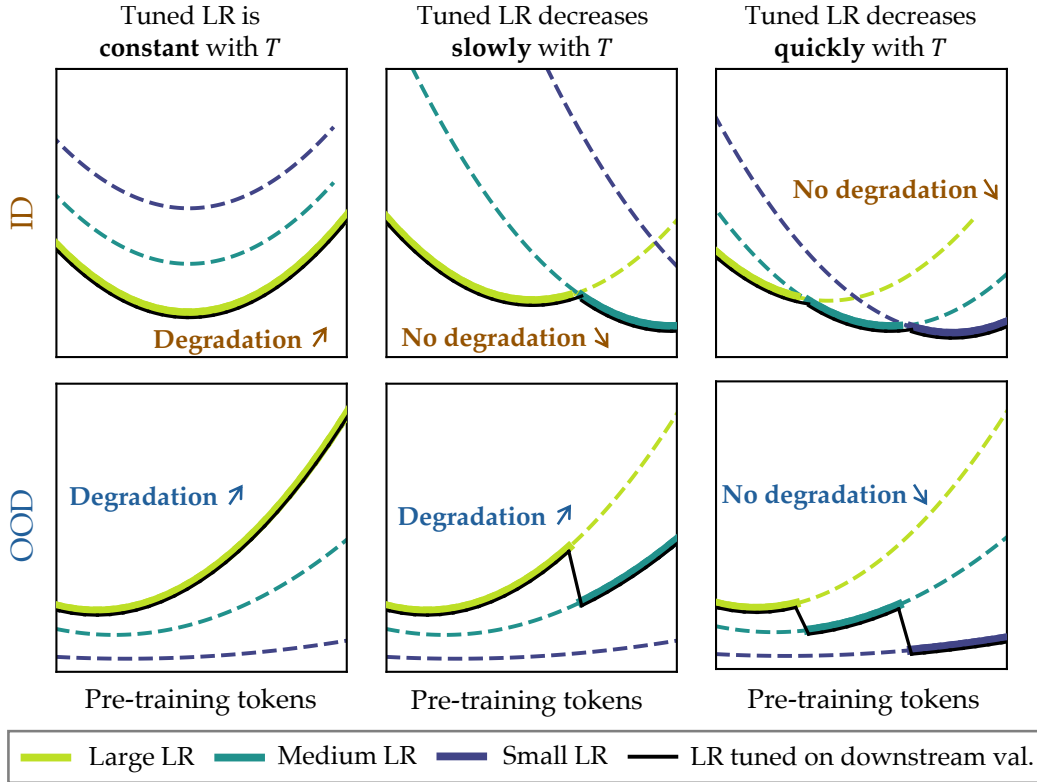 Tuned LR is
constant with T
Tuned LR decreases
slowly with T
Tuned LR decreases
quickly with T
ID
Degradation ↗
No degradation ↘
No degradation ↘
OOD
Degradation ↗
Degradation ↗
No degradation ↘
Pre-training tokens
Pre-training tokens
Pre-training tokens
Large LR
Medium LR
Small LR
LR tuned on downstream val.